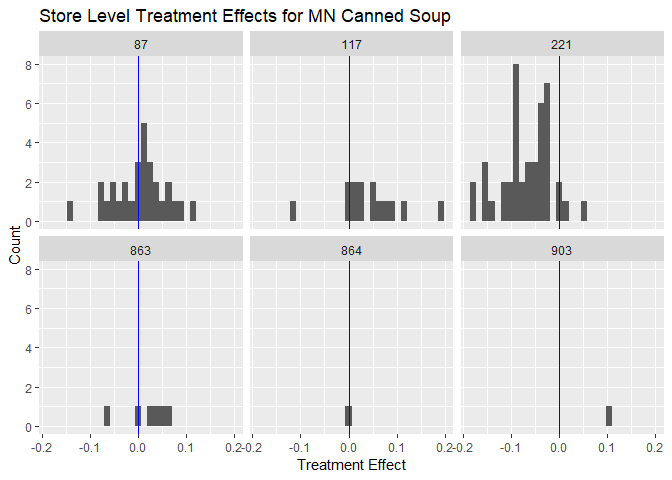 Store Level Treatment Effects for MN Canned Soup
87 117 221
8
6
4
2
0
Count
863 864 903
8
6
4
2
0
-0.2 -0.1 0.0 0.1 0.2 -0.2 -0.1 0.0 0.1 0.2 -0.2 -0.1 0.0 0.1 0.2
Treatment Effect